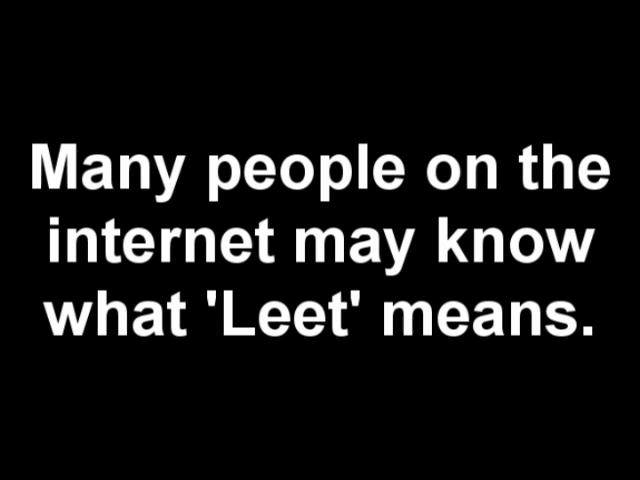 Many people on the
internet may know
what 'Leet' means.